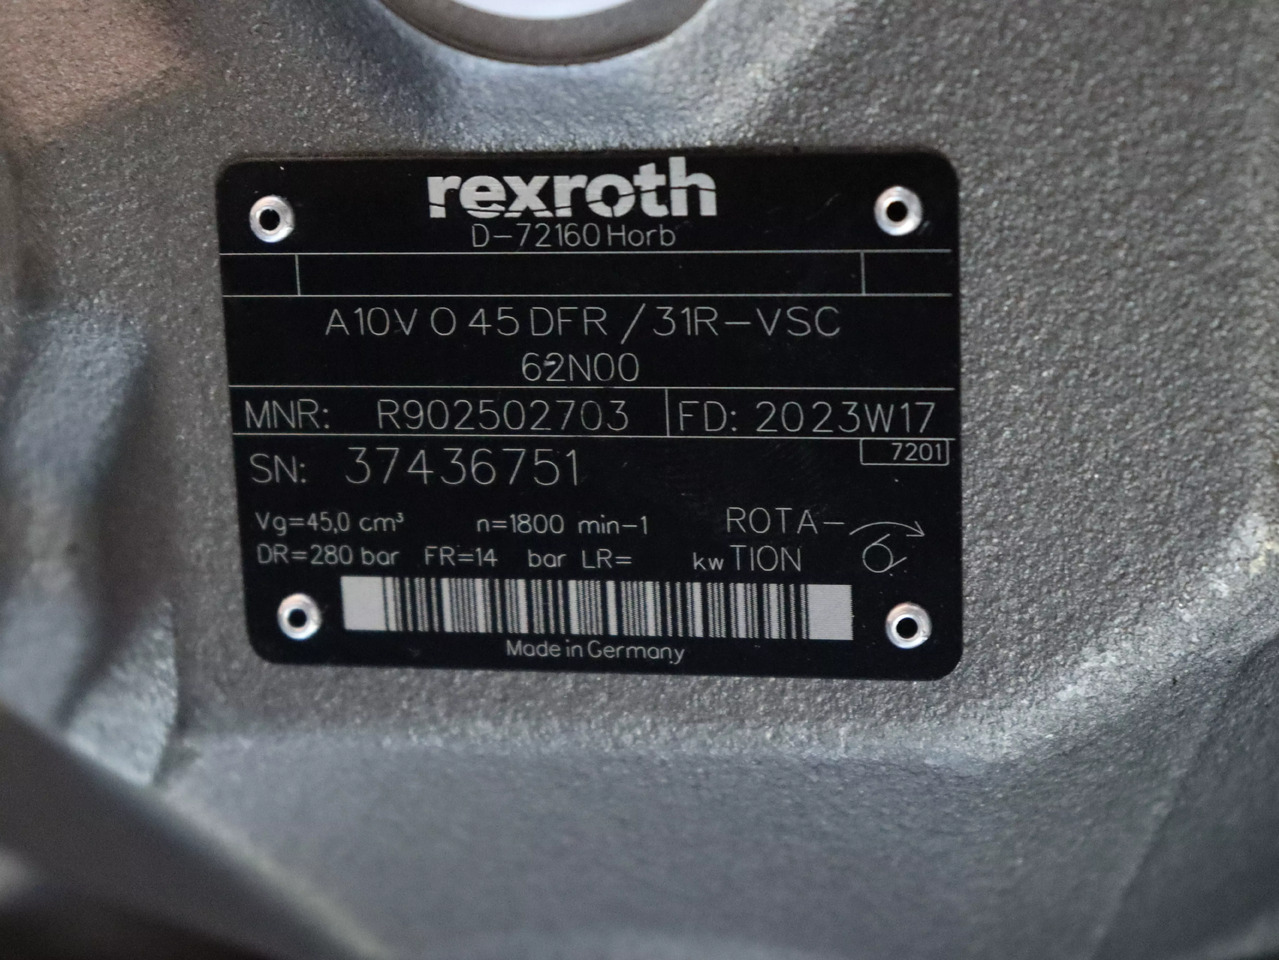 rexroth
D-72160 Horb
A10V O 45 DFR /31R-VSC
62N00
MNR: R902502703 FD: 2023W17
7201
SN: 37436751
Vg=45,0 cm³ n=1800 min-1 ROTA-
DR=280 bar FR=14 bar LR= kw TION
Made in Germany